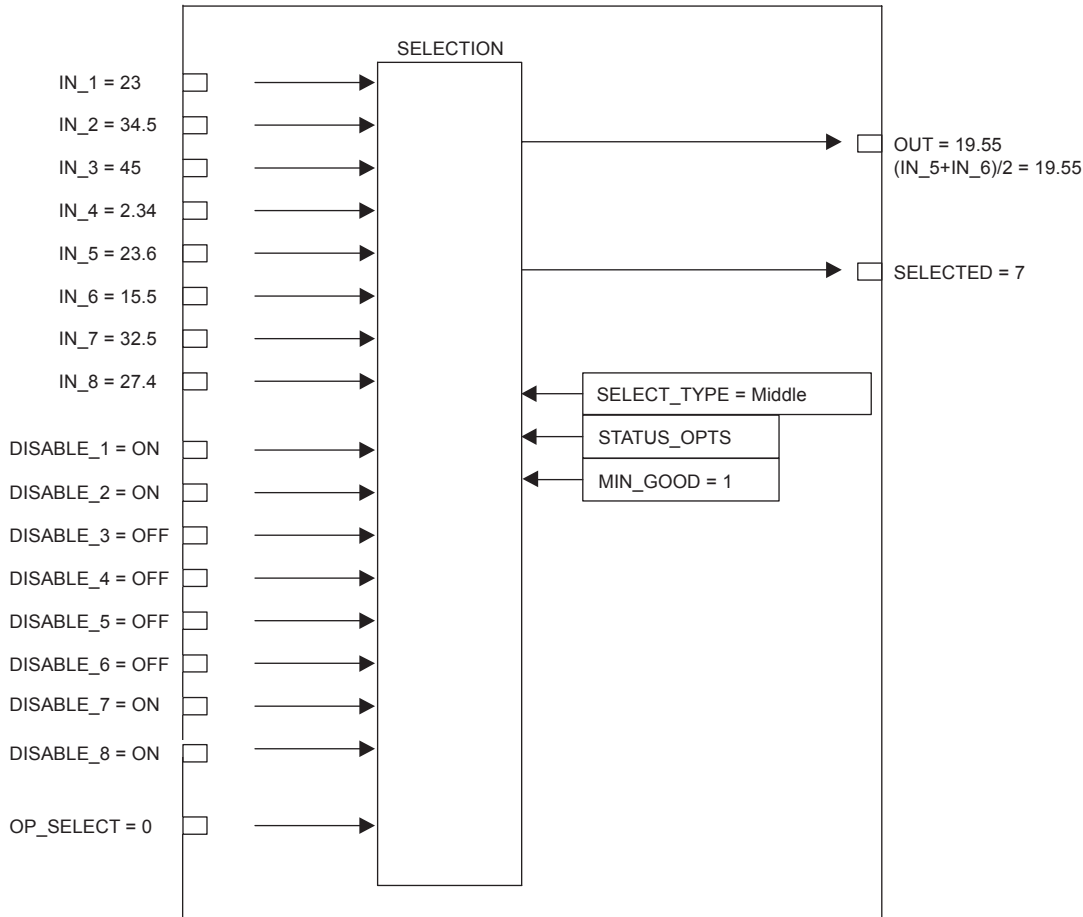 SELECTION
IN_1 = 23
IN_2 = 34.5
IN_3 = 45
IN_4 = 2.34
IN_5 = 23.6
IN_6 = 15.5
IN_7 = 32.5
IN_8 = 27.4
DISABLE_1 = ON
DISABLE_2 = ON
DISABLE_3 = OFF
DISABLE_4 = OFF
DISABLE_5 = OFF
DISABLE_6 = OFF
DISABLE_7 = ON
DISABLE_8 = ON
OP_SELECT = 0
SELECT_TYPE = Middle
STATUS_OPTS
MIN_GOOD = 1
OUT = 19.55
(IN_5+IN_6)/2 = 19.55
SELECTED = 7